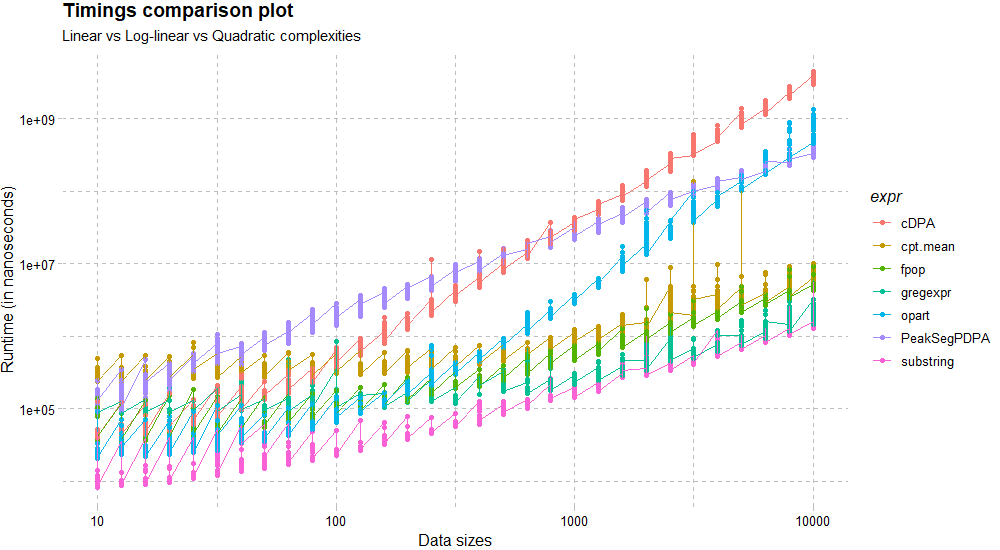 Timings comparison plot
Linear vs Log-linear vs Quadratic complexities
Runtime (in nanoseconds)
1e+09
1e+07
1e+05
10
100
1000
10000
Data sizes
expr
cDPA
cpt.mean
fpop
gregexpr
opart
PeakSegPDPA
substring